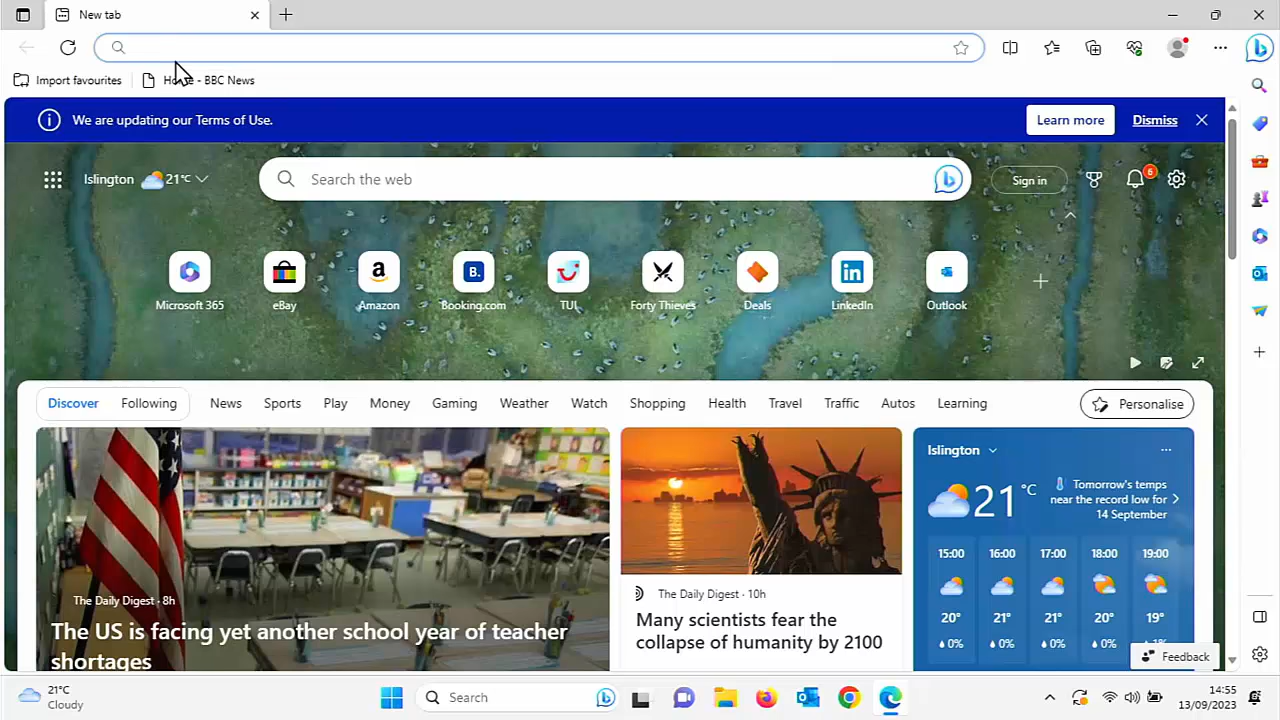 New tab
Import favourites
Home - BBC News
We are updating our Terms of Use.
Learn more
Dismiss
Islington
21°C
Search the web
Sign in
6
Microsoft 365
eBay
a
Amazon
B.
Booking.com
TUI
Forty Thieves
Deals
in
LinkedIn
Outlook
Discover
Following
News
Sports
Play
Money
Gaming
Weather
Watch
Shopping
Health
Travel
Traffic
Autos
Learning
Personalise
The Daily Digest · 8h
The US is facing yet another school year of teacher
shortages
The Daily Digest · 10h
Many scientists fear the
collapse of humanity by 2100
Islington
21 °C
Tomorrow's temps
near the record low for
14 September
15:00 16:00 17:00 18:00 19:00
20° 21° 21° 20° 19°
0% 0% 0% 0% 1%
Feedback
21°C
Cloudy
Search
14:55
13/09/2023